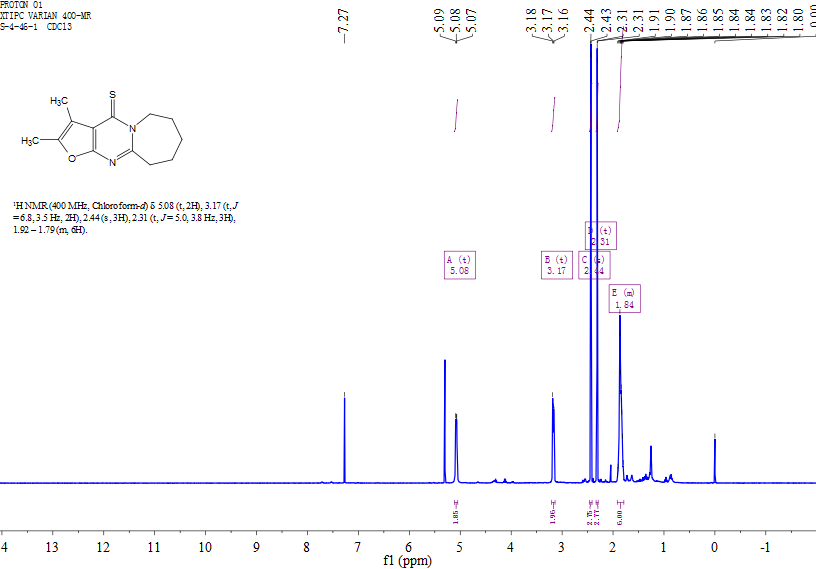 PROTON 01
XTIPC VARIAN 400-MR
S-4-46-1 CDCl3
7.27
5.09
5.08
5.07
3.18
3.17
3.16
2.44
2.43
2.31
2.31
1.91
1.90
1.87
1.86
1.85
1.84
1.84
1.83
1.82
1.80
0.00
S
H₃C
N
H₃C
O
N
¹H NMR (400 MHz, Chloroform-d) δ 5.08 (t, 2H), 3.17 (t, J
= 6.8, 3.5 Hz, 2H), 2.44 (s, 3H), 2.31 (t, J = 5.0, 3.8 Hz, 3H),
1.92 – 1.79 (m, 6H).
D (t)
2.31
A (t)
5.08
B (t)
3.17
C (s)
2.44
E (m)
1.84
1.85
1.96
2.75
2.77
6.00
4 13 12 11 10 9 8 7 6 5 4 3 2 1 0 -1
f1 (ppm)